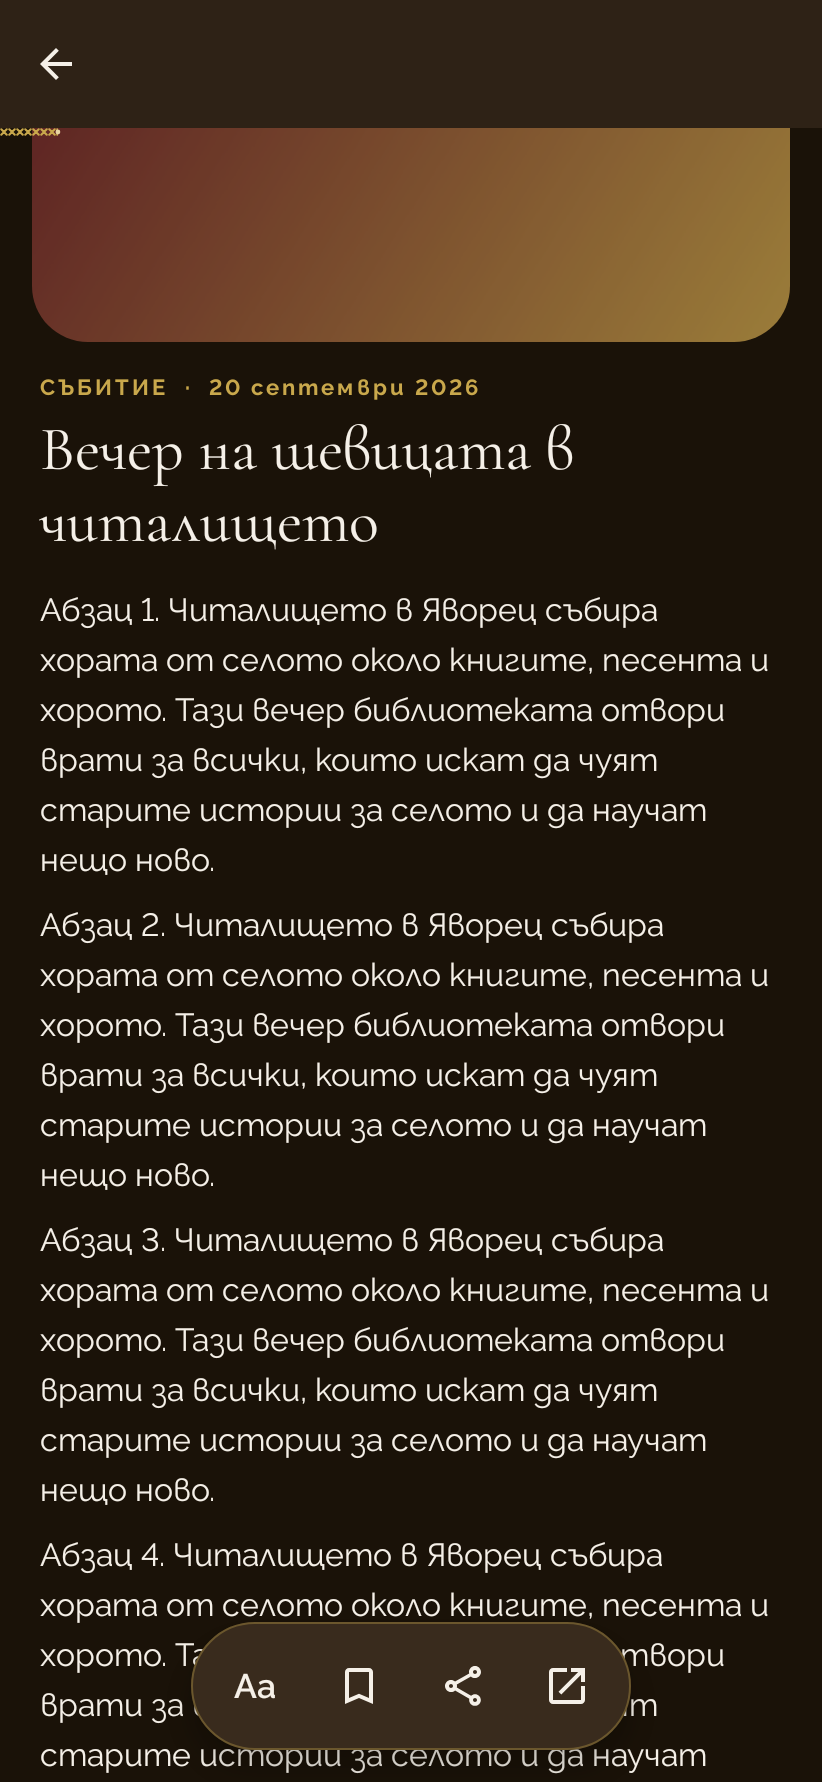 СЪБИТИЕ · 20 септември 2026
Вечер на шевицата в
читалището
Абзац 1. Читалището в Яворец събира
хората от селото около книгите, песента и
хорото. Тази вечер библиотеката отвори
врати за всички, които искат да чуят
старите истории за селото и да научат
нещо ново.
Абзац 2. Читалището в Яворец събира
хората от селото около книгите, песента и
хорото. Тази вечер библиотеката отвори
врати за всички, които искат да чуят
старите истории за селото и да научат
нещо ново.
Абзац 3. Читалището в Яворец събира
хората от селото около книгите, песента и
хорото. Тази вечер библиотеката отвори
врати за всички, които искат да чуят
старите истории за селото и да научат
нещо ново.
Абзац 4. Читалището в Яворец събира
хората от селото около книгите, песента и
хорото.
врати за
старите истории за селото и да научат
Aa